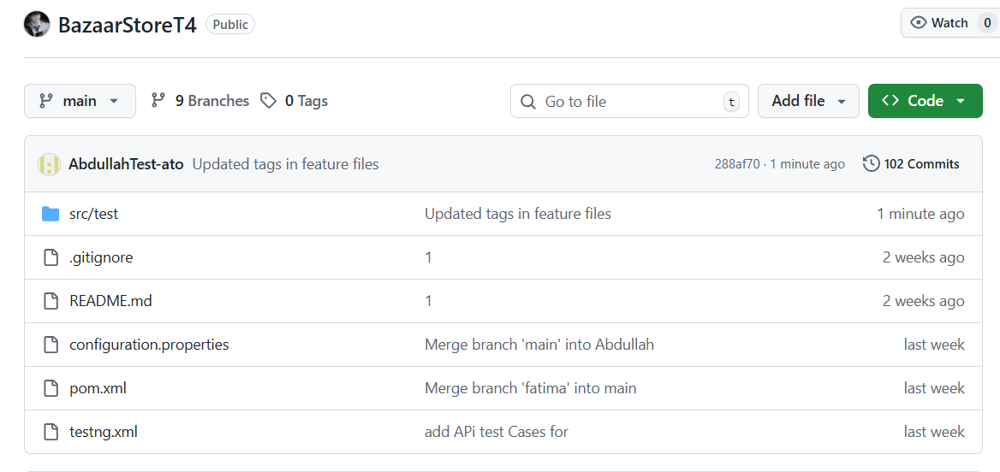 BazaarStoreT4 Public Watch 0
main 9 Branches 0 Tags Go to file t Add file Code
AbdullahTest-ato Updated tags in feature files 288af70 · 1 minute ago 102 Commits
src/test Updated tags in feature files 1 minute ago
.gitignore 1 2 weeks ago
README.md 1 2 weeks ago
configuration.properties Merge branch 'main' into Abdullah last week
pom.xml Merge branch 'fatima' into main last week
testng.xml add APi test Cases for last week